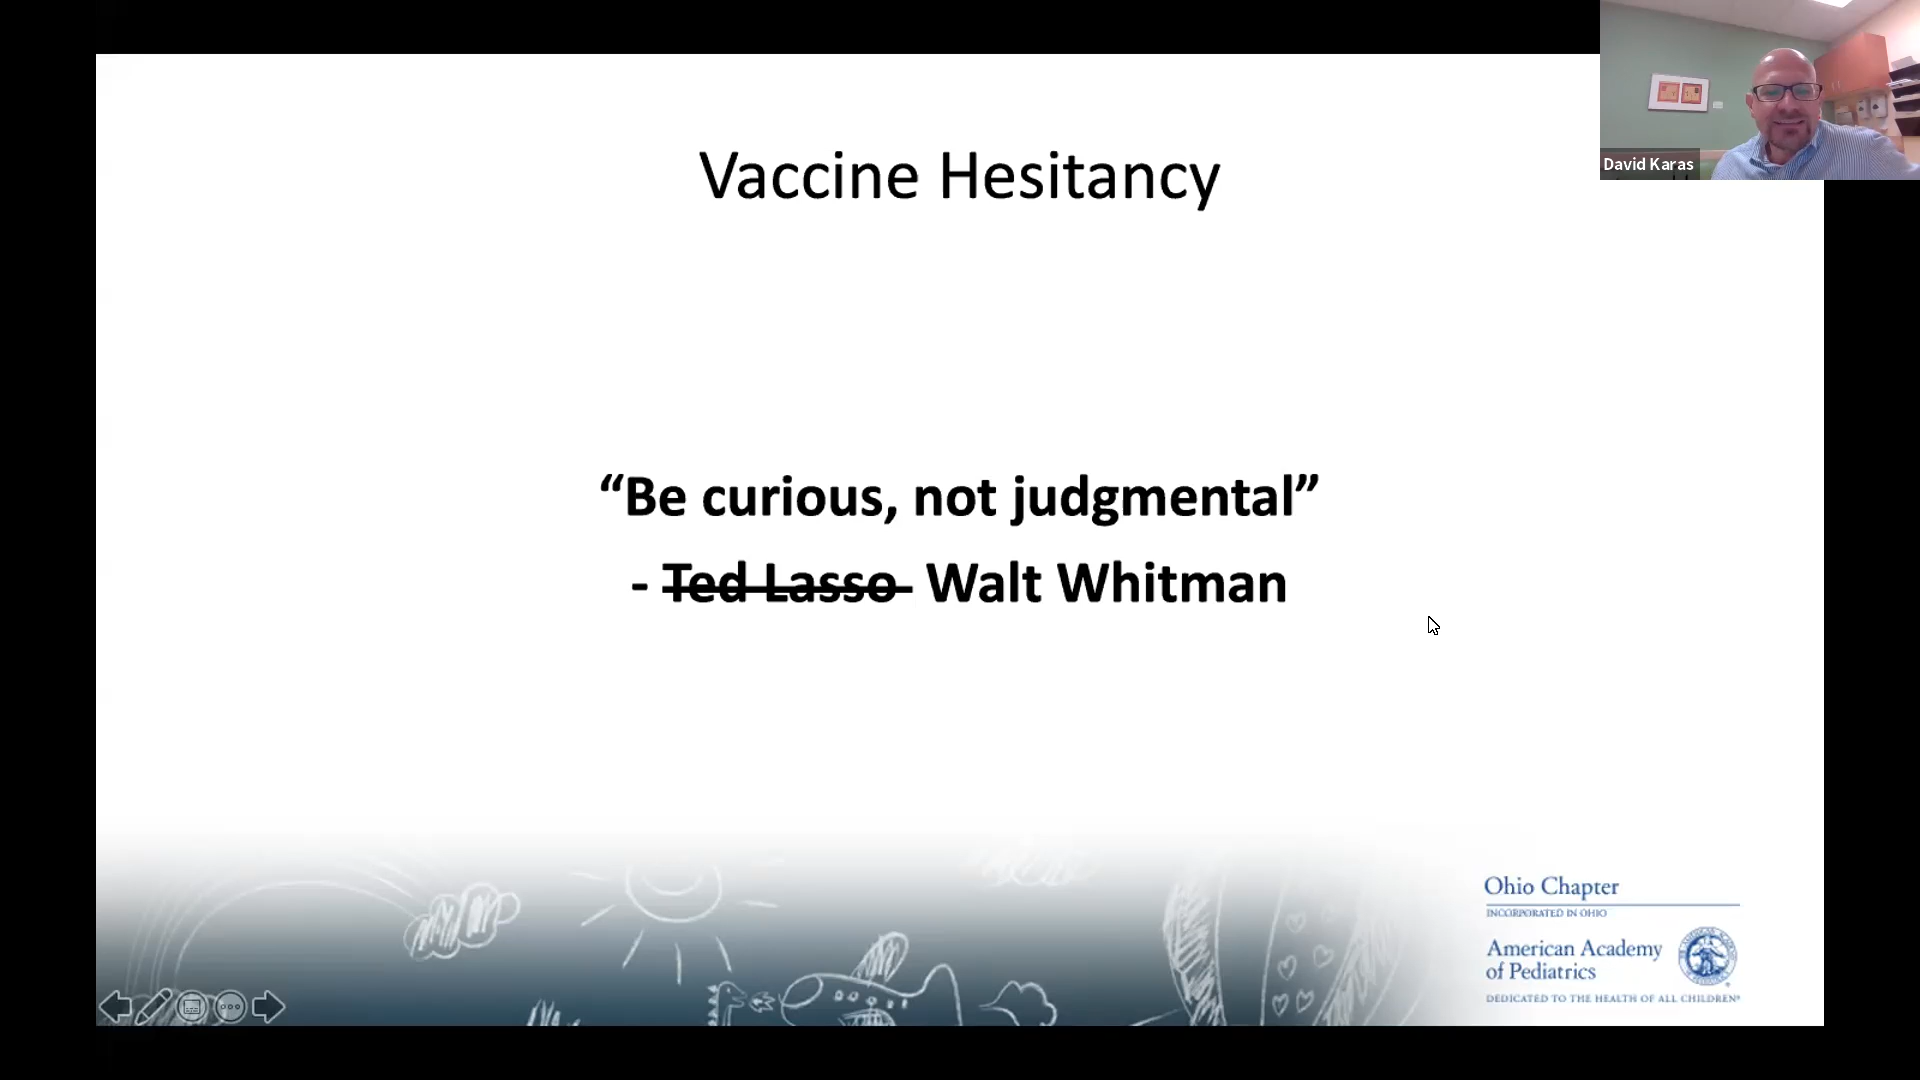 David Karas
Vaccine Hesitancy
“Be curious, not judgmental”
- Ted Lasso Walt Whitman
Ohio Chapter
INCORPORATED IN OHIO
American Academy
of Pediatrics
DEDICATED TO THE HEALTH OF ALL CHILDREN®